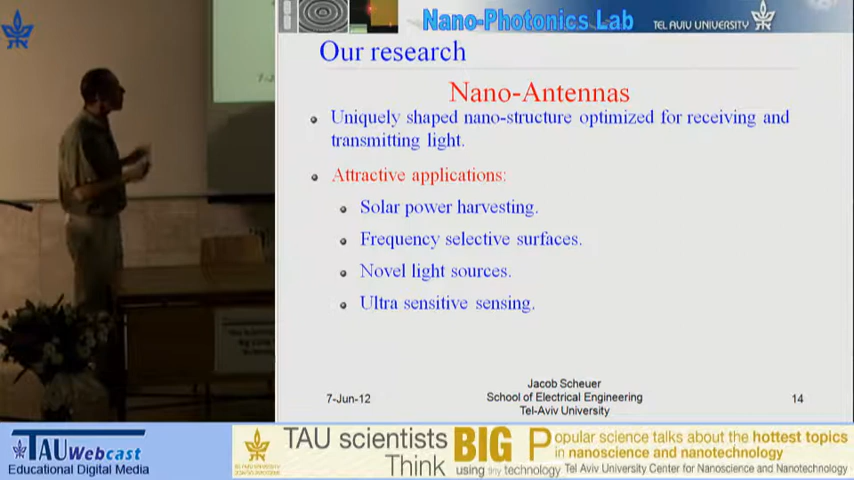 Nano-Photonics Lab
TEL AVIV UNIVERSITY
Our research
Nano-Antennas
Uniquely shaped nano-structure optimized for receiving and
transmitting light.
Attractive applications:
Solar power harvesting.
Frequency selective surfaces.
Novel light sources.
Ultra sensitive sensing.
7-Jun-12
Jacob Scheuer
School of Electrical Engineering
Tel-Aviv University
14
TAU Webcast
Educational Digital Media
TAU scientists
Think
BIG
using tiny technology
Popular science talks about the hottest topics
in nanoscience and nanotechnology
Tel Aviv University Center for Nanoscience and Nanotechnology